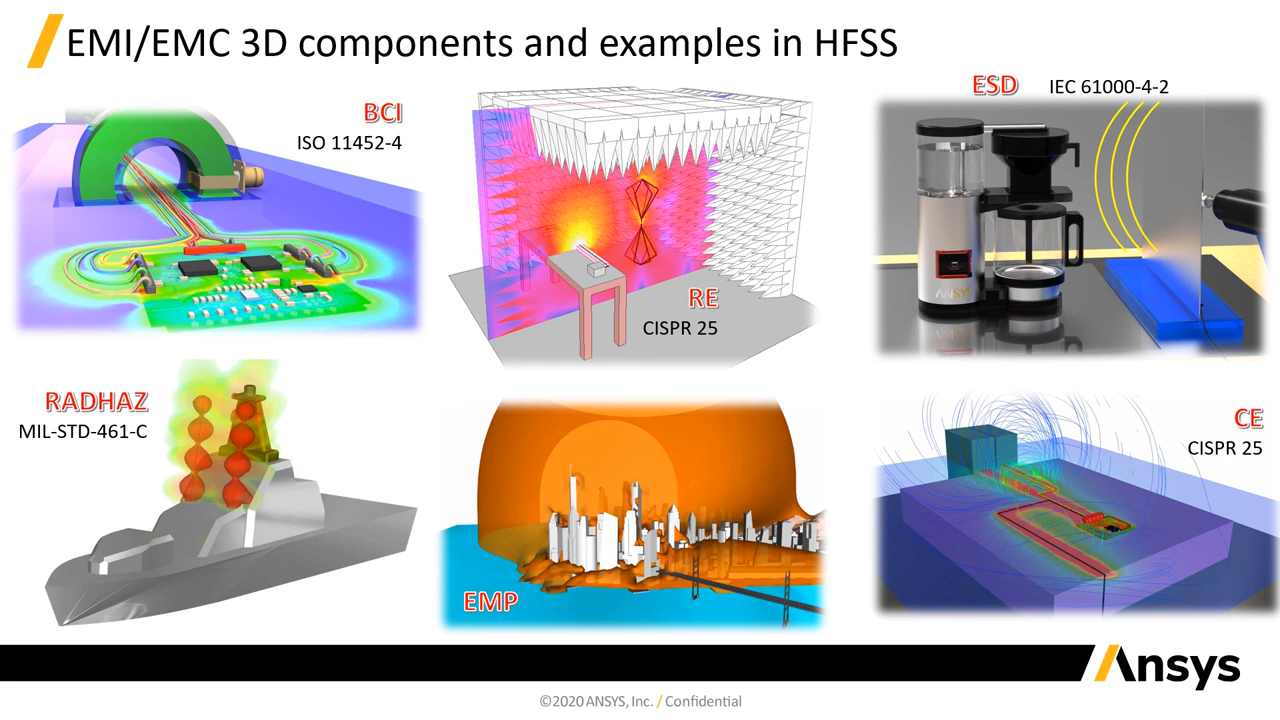 EMI/EMC 3D components and examples in HFSS
BCI
ISO 11452-4
RE
CISPR 25
ESD IEC 61000-4-2
ANSYS
RADHAZ
MIL-STD-461-C
EMP
CE
CISPR 25
Ansys
©2020 ANSYS, Inc. / Confidential